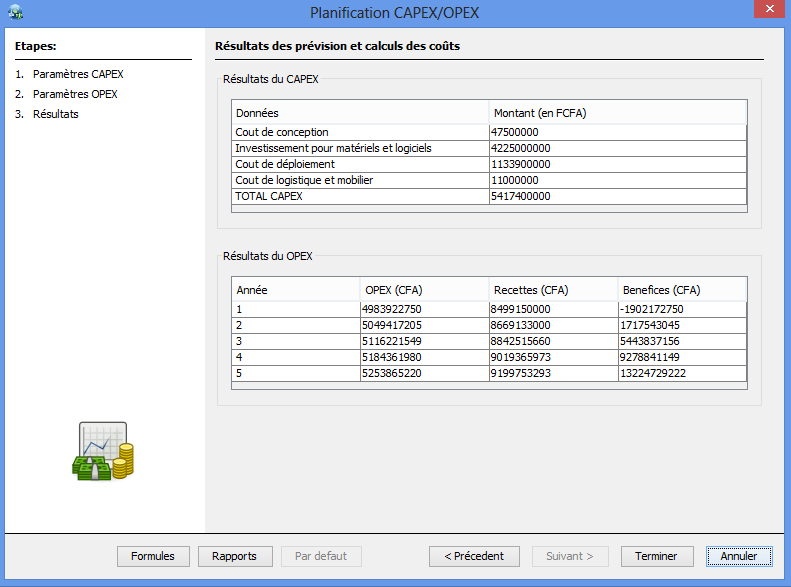 Planification CAPEX/OPEX
Etapes:
1. Paramètres CAPEX
2. Paramètres OPEX
3. Résultats
Résultats des prévision et calculs des coûts
Résultats du CAPEX
Données Montant (en FCFA)
Cout de conception 47500000
Investissement pour matériels et logiciels 4225000000
Cout de déploiement 1133900000
Cout de logistique et mobilier 11000000
TOTAL CAPEX 5417400000
Résultats du OPEX
Année OPEX (CFA) Recettes (CFA) Benefices (CFA)
1 4983922750 8499150000 -1902172750
2 5049417205 8669133000 1717543045
3 5116221549 8842515660 5443837156
4 5184361980 9019365973 9278841149
5 5253865220 9199753293 13224729222
Formules Rapports Par defaut < Précedent Suivant > Terminer Annuler